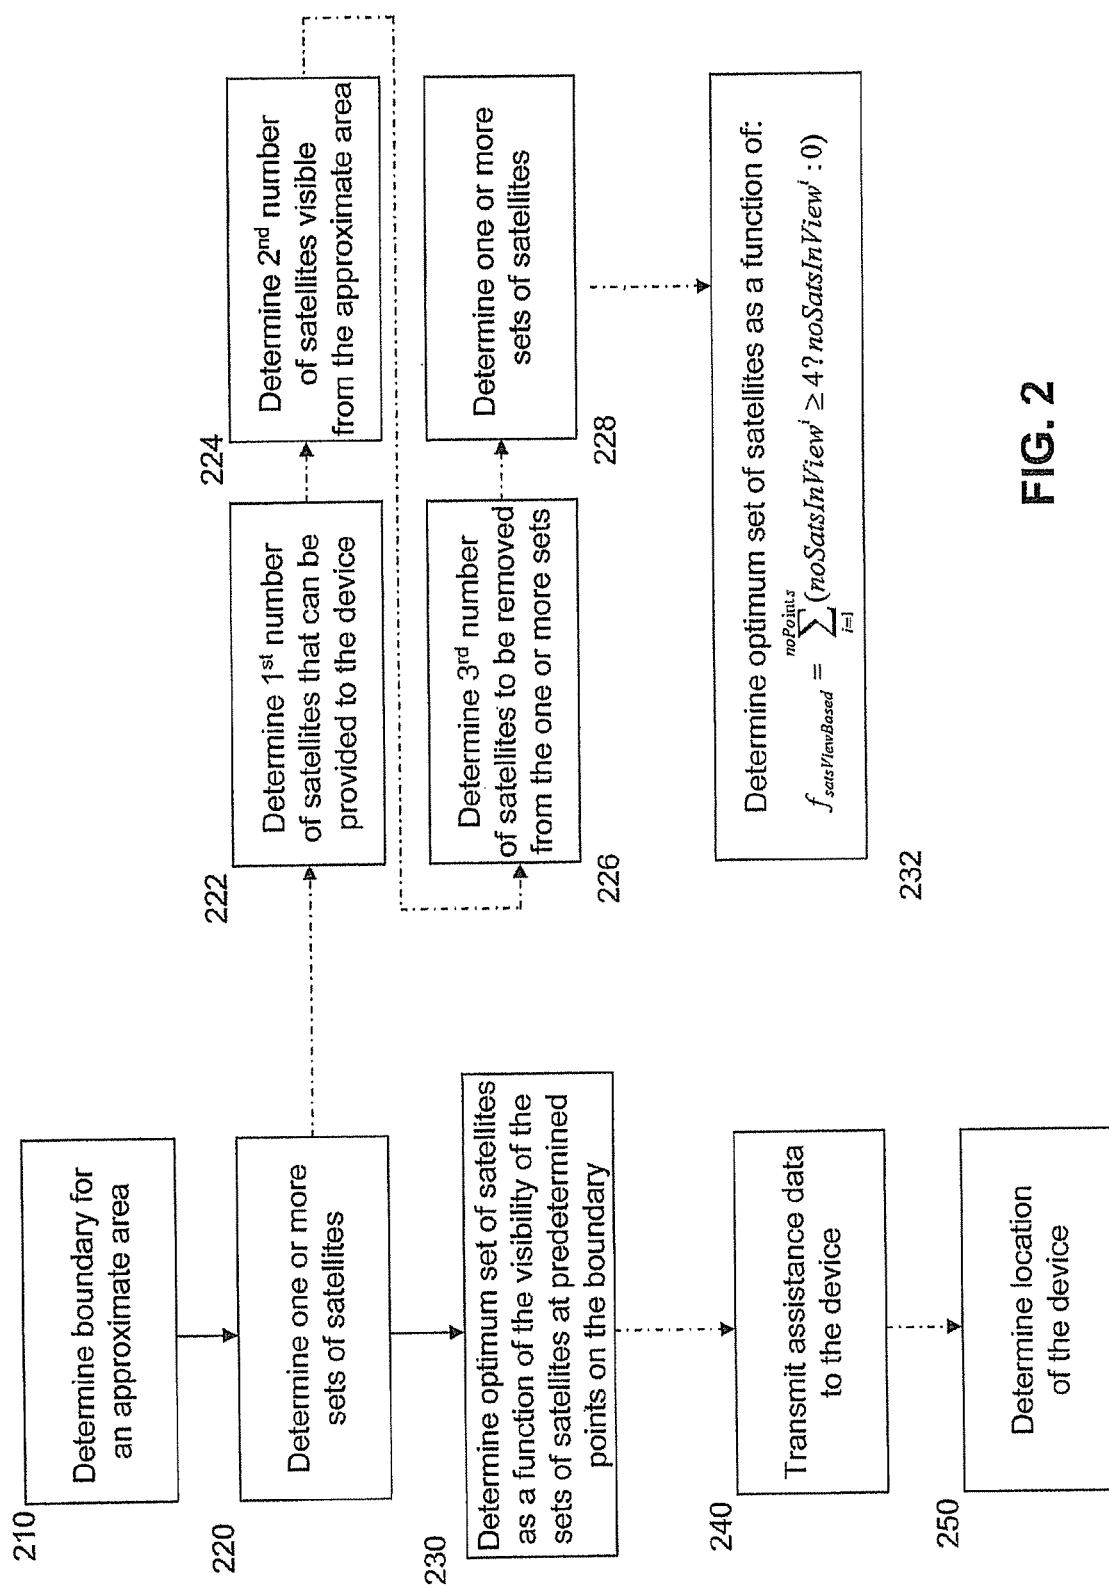 210
Determine boundary for
an approximate area
220
Determine one or more
sets of satellites
230
Determine optimum set of satellites
as a function of the visibility of the
sets of satellites at predetermined
points on the boundary
240
Transmit assistance data
to the device
250
Determine location
of the device
222
Determine 1st number
of satellites that can be
provided to the device
224
Determine 2nd number
of satellites visible
from the approximate area
226
Determine 3rd number
of satellites to be removed
from the one or more sets
228
Determine one or more
sets of satellites
232
Determine optimum set of satellites as a function of:
f satsViewBased = noPoints ∑ i=1 (noSatsInView^i ≥ 4? noSatsInView^i : 0)
FIG. 2